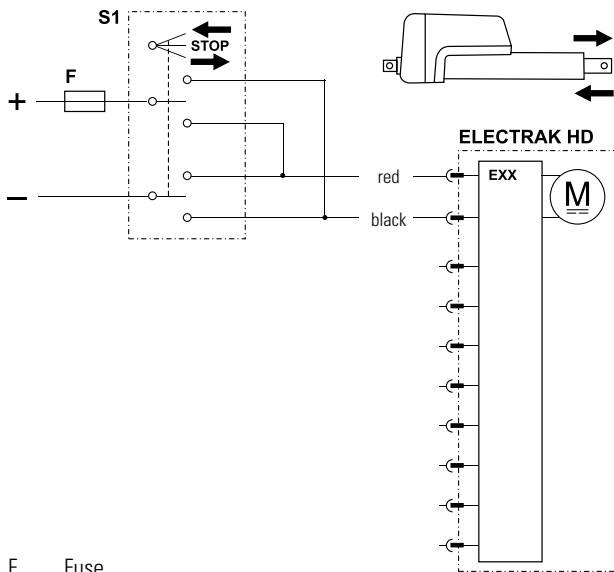 S1
STOP
F
+
–
ELECTRAK HD
red
EXX
M
black
F Fuse